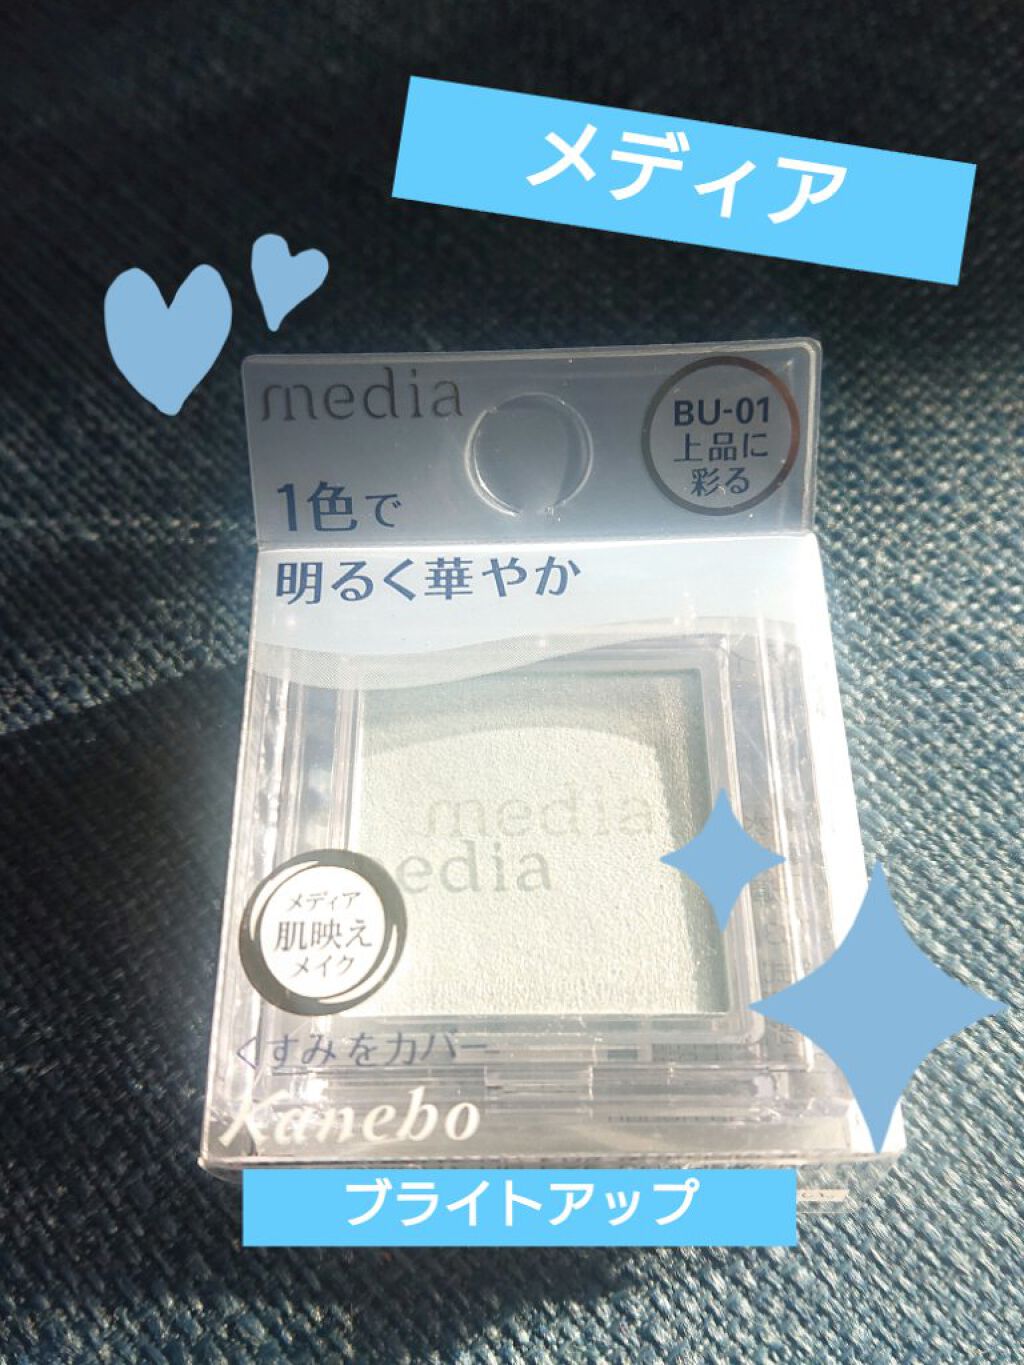 メディア
media
BU-01
上品に
彩る
1色で
明るく華やか
media
media
メディア
肌映え
メイク
くすみをカバー
Kanebo
ブライトアップ